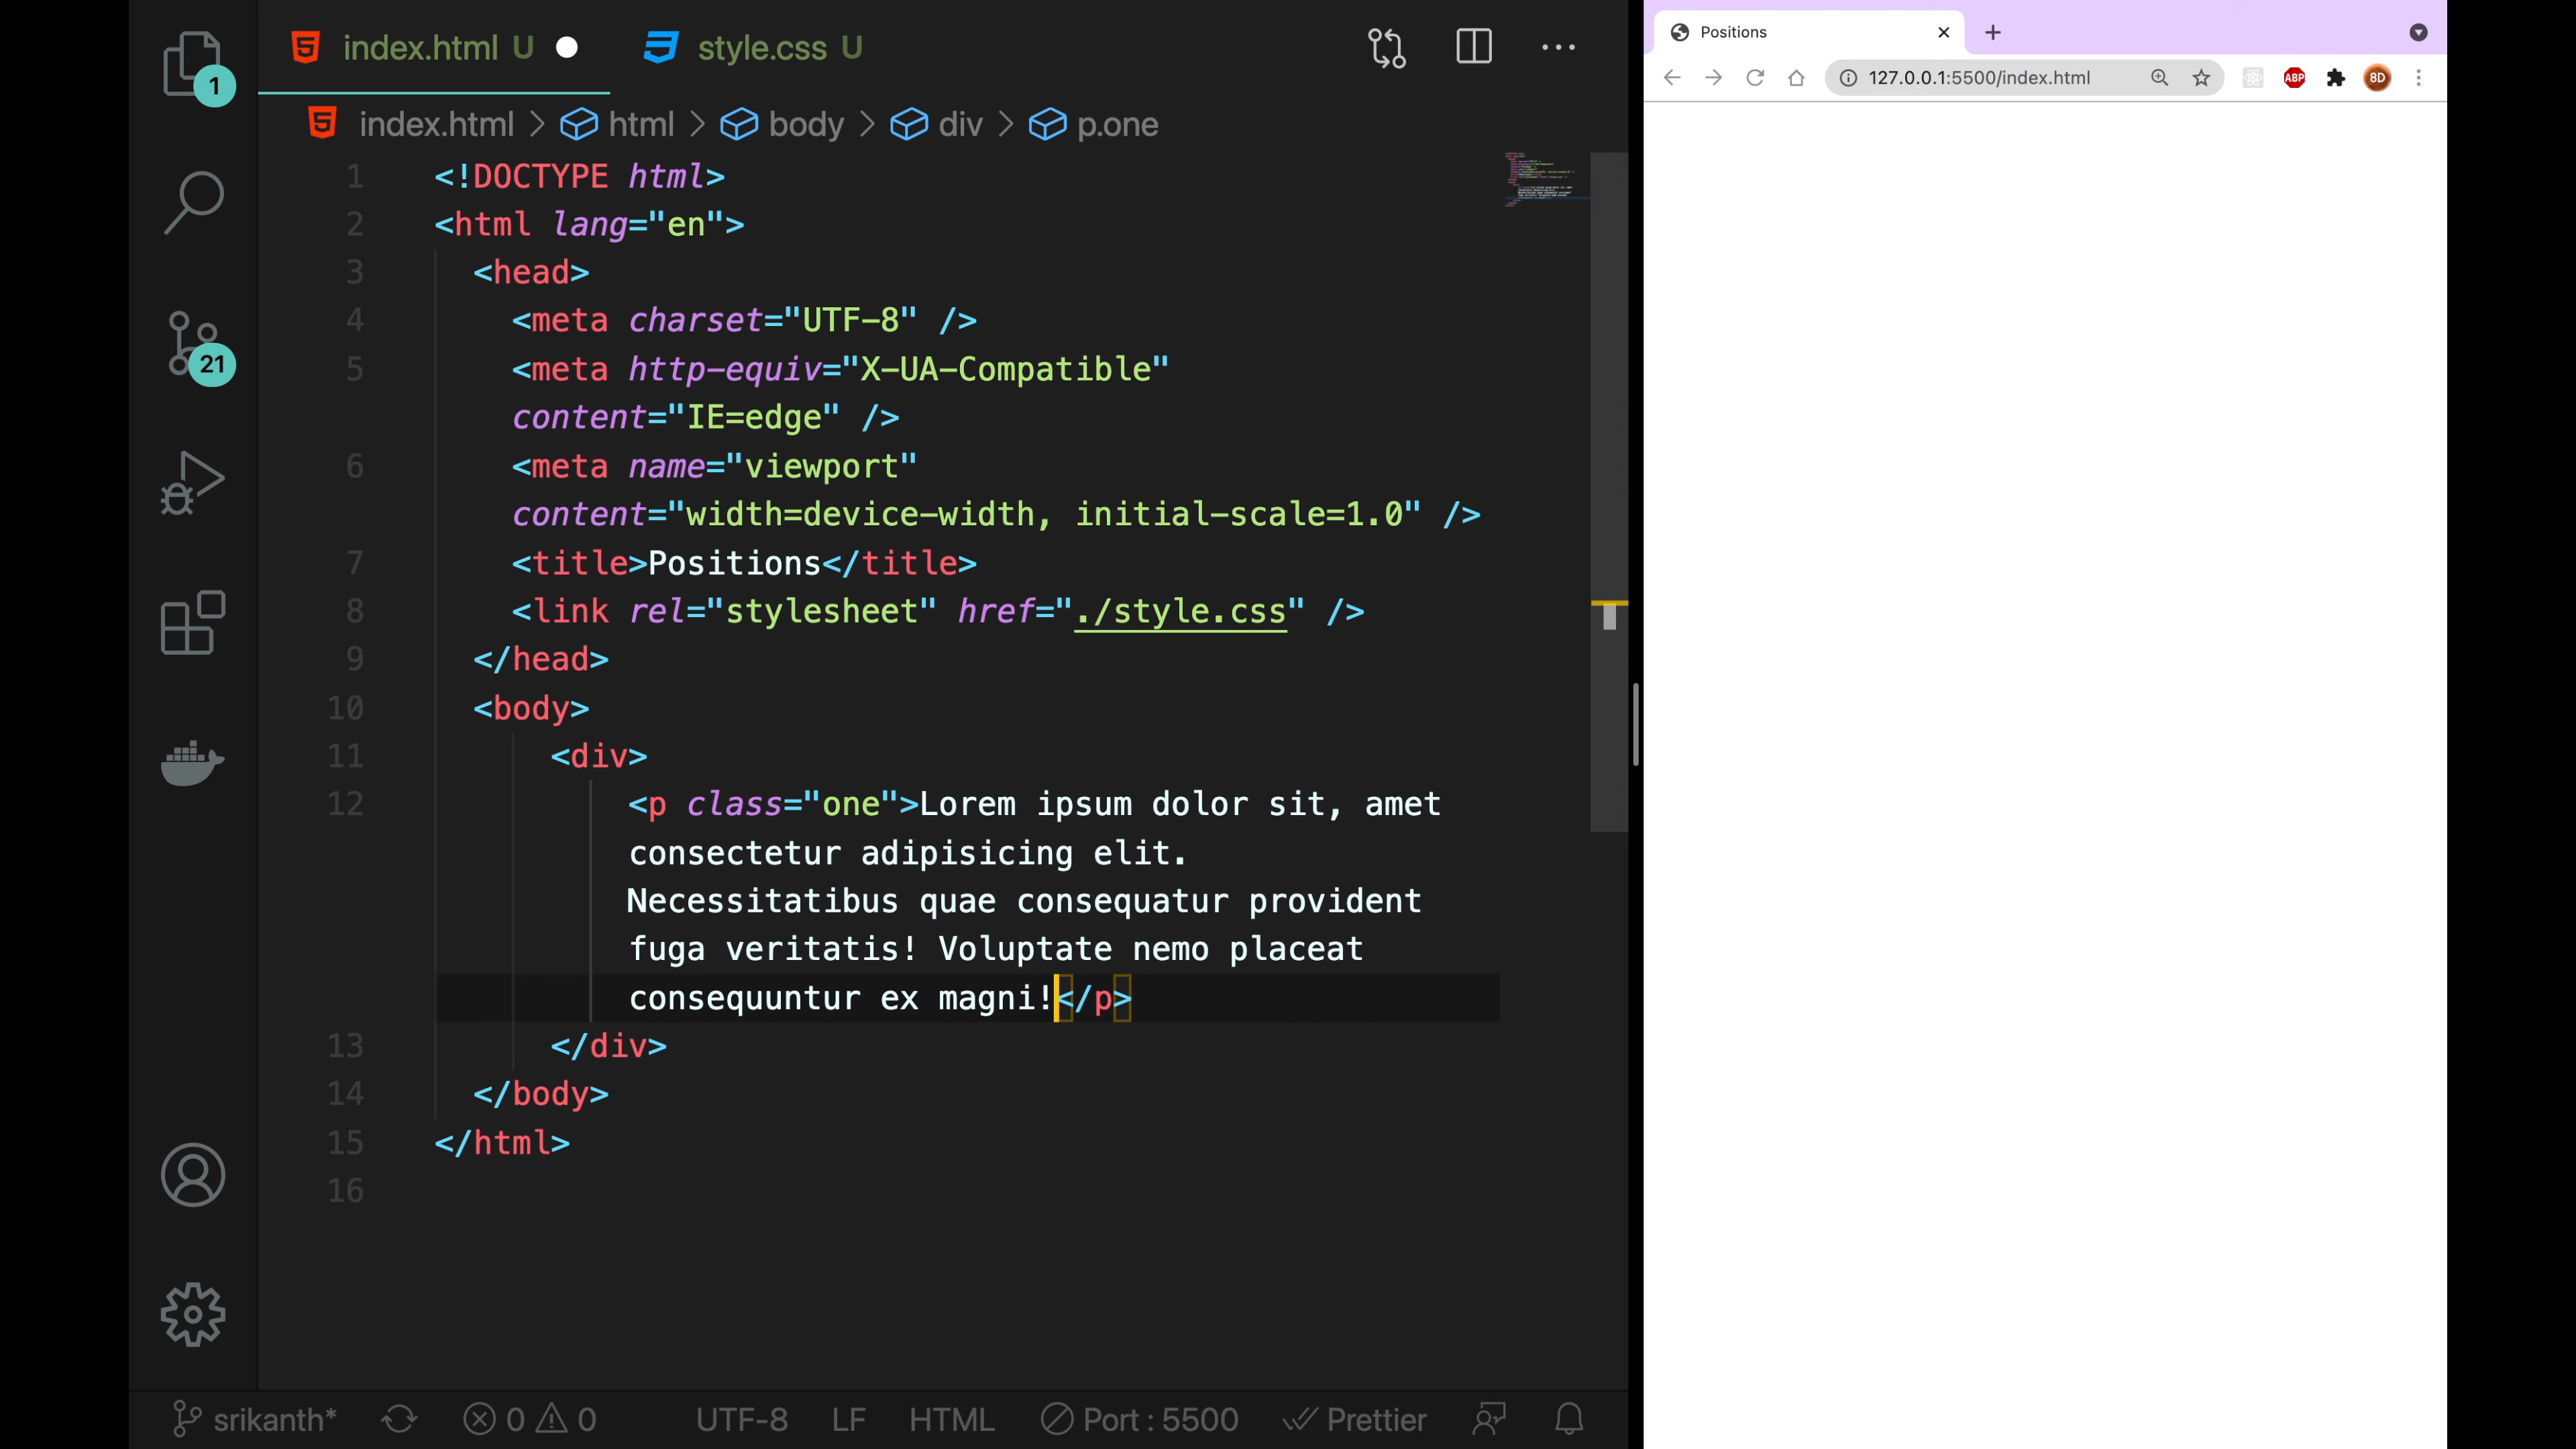 1
21
index.html U
style.css U
index.html > html > body > div > p.one
1 <!DOCTYPE html>
2 <html lang="en">
3 <head>
4 <meta charset="UTF-8" />
5 <meta http-equiv="X-UA-Compatible"
content="IE=edge" />
6 <meta name="viewport"
content="width=device-width, initial-scale=1.0" />
7 <title>Positions</title>
8 <link rel="stylesheet" href="./style.css" />
9 </head>
10 <body>
11 <div>
12 <p class="one">Lorem ipsum dolor sit, amet
consectetur adipisicing elit.
Necessitatibus quae consequatur provident
fuga veritatis! Voluptate nemo placeat
consequuntur ex magni!</p>
13 </div>
14 </body>
15 </html>
16
srikanth* 0 0 UTF-8 LF HTML Port : 5500 Prettier
Positions
127.0.0.1:5500/index.html
ABP
8D